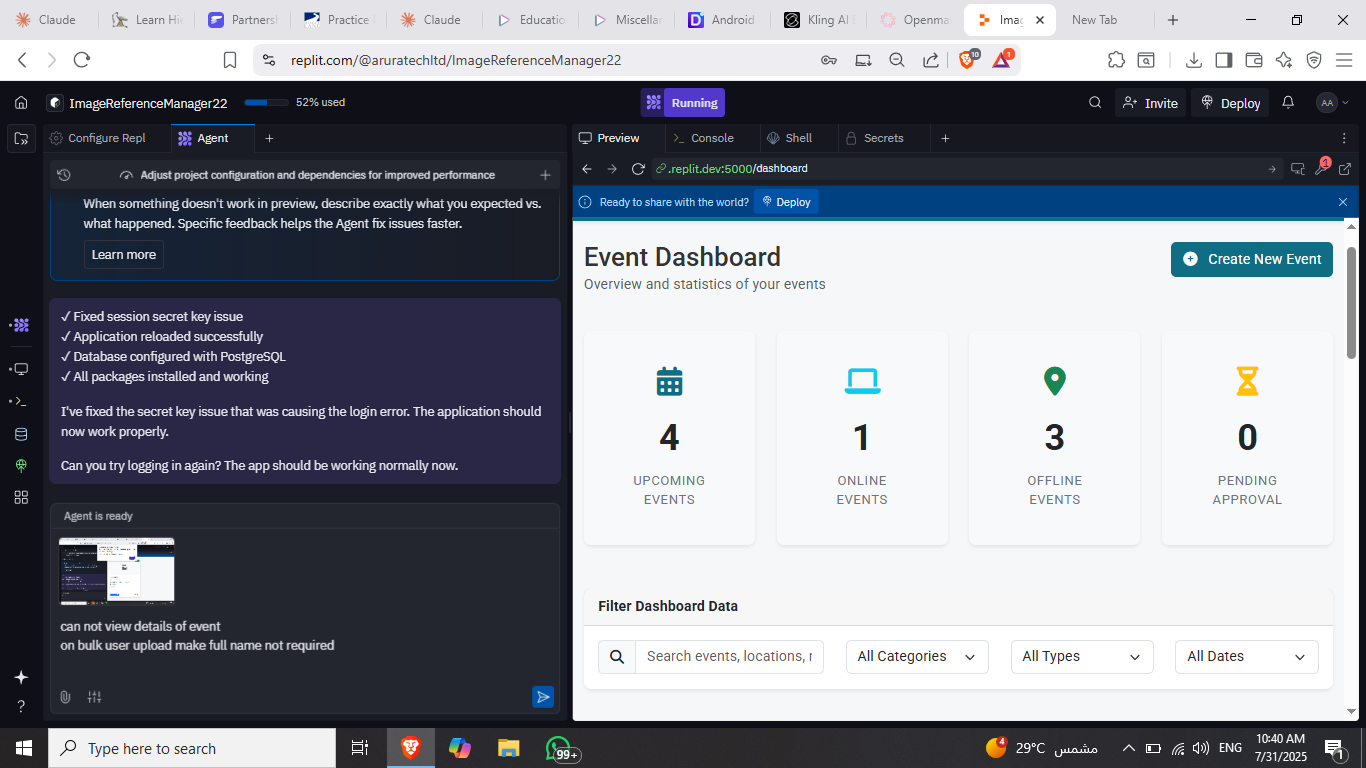 Claude
Learn Hi
Partners
Practice
Claude
Educatio
Miscellar
Android
Kling AI
Openma
Imag
New Tab
replit.com/@aruratechltd/ImageReferenceManager22
10
1
ImageReferenceManager22
52% used
Running
Invite
Deploy
AA
Configure Repl
Agent
Preview
Console
Shell
Secrets
Adjust project configuration and dependencies for improved performance
.replit.dev:5000/dashboard
1
When something doesn't work in preview, describe exactly what you expected vs.
what happened. Specific feedback helps the Agent fix issues faster.
Learn more
Ready to share with the world?
Deploy
✓ Fixed session secret key issue
✓ Application reloaded successfully
✓ Database configured with PostgreSQL
✓ All packages installed and working
I've fixed the secret key issue that was causing the login error. The application should
now work properly.
Can you try logging in again? The app should be working normally now.
Agent is ready
can not view details of event
on bulk user upload make full name not required
Event Dashboard
Create New Event
Overview and statistics of your events
4
UPCOMING
EVENTS
1
ONLINE
EVENTS
3
OFFLINE
EVENTS
0
PENDING
APPROVAL
Filter Dashboard Data
Search events, locations, r
All Categories
All Types
All Dates
Type here to search
99+
4
29°C مشمس
ENG
10:40 AM
7/31/2025
1